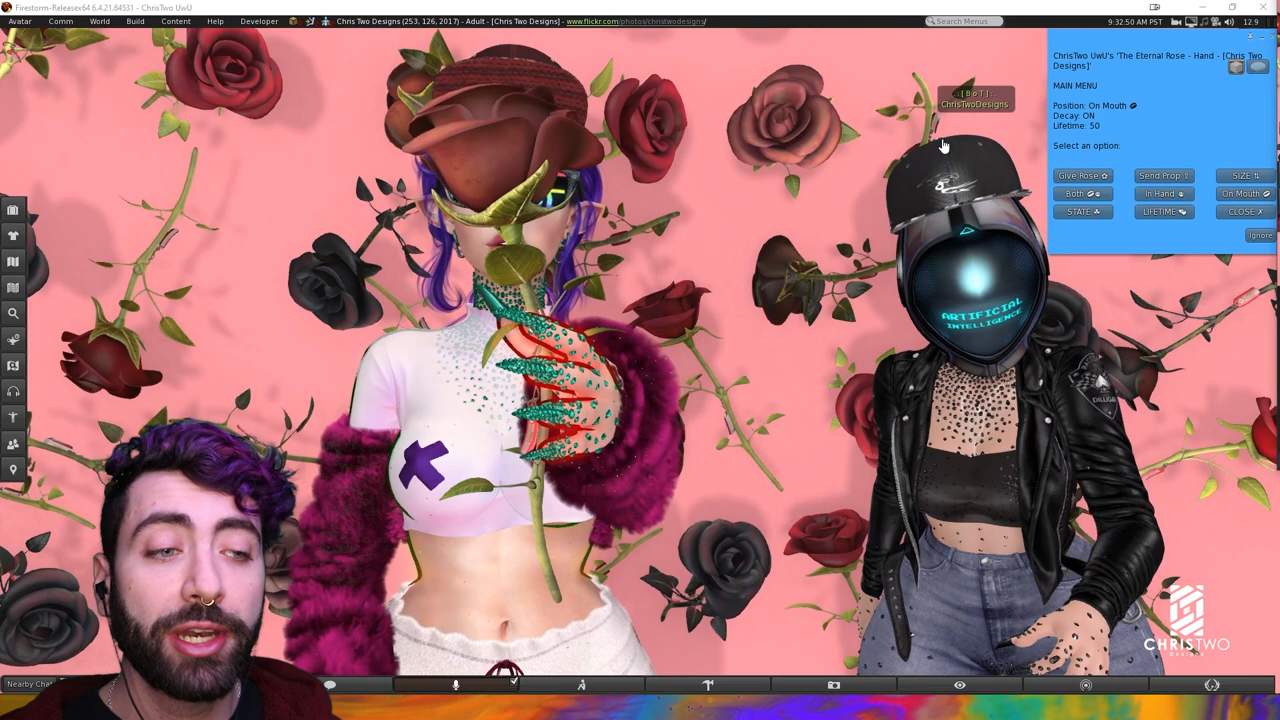 Firestorm-Releasex64 6.4.21.64531 - ChrisTwo UwU
Avatar Comm World Build Content Help Developer Chris Two Designs (253, 126, 2017) - Adult - [Chris Two Designs] - www.flickr.com/photos/christwodesigns/ Search Menus 9:32:50 AM PST 12.9
ChrisTwo UwU's 'The Eternal Rose - Hand - [Chris Two
Designs]'
MAIN MENU
Position: On Mouth
Decay: ON
Lifetime: 50
Select an option:
Give Rose Send Prop SIZE
Both In Hand On Mouth
STATE LIFETIME CLOSE
Ignore
[ B o T ]
ChrisTwoDesigns
ARTIFICIAL
INTELLIGENCE
CHRISTWO
Designs
Nearby Chat